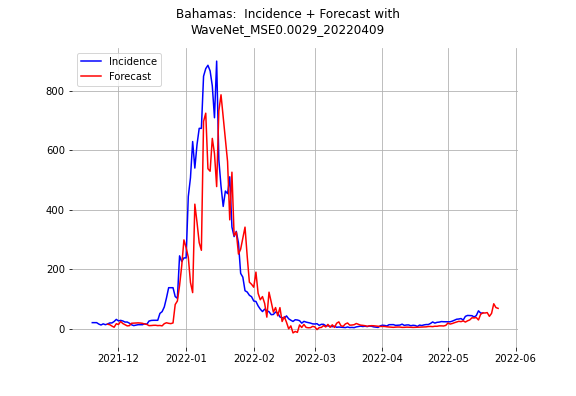 Bahamas:  Incidence + Forecast with
WaveNet_MSE0.0029_20220409
Incidence
Forecast
800
600
400
200
0
2021-12 2022-01 2022-02 2022-03 2022-04 2022-05 2022-06